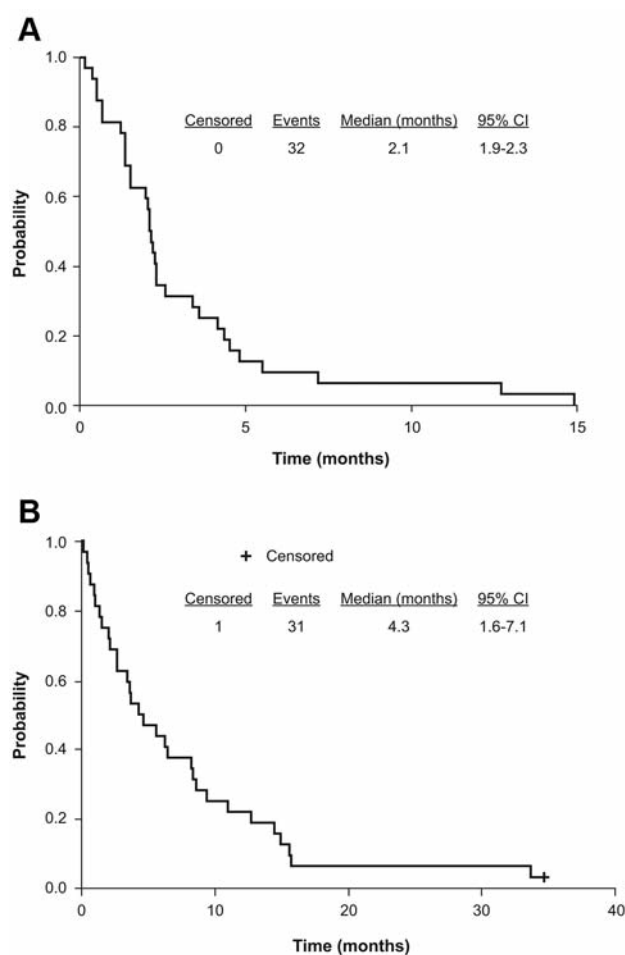 A
1.0
0.8
0.6
0.4
0.2
0.0
Probability
Censored Events Median (months) 95% CI
0 32 2.1 1.9-2.3
0 5 10 15
Time (months)
B
1.0
0.8
0.6
0.4
0.2
0.0
Probability
+ Censored
Censored Events Median (months) 95% CI
1 31 4.3 1.6-7.1
0 10 20 30 40
Time (months)